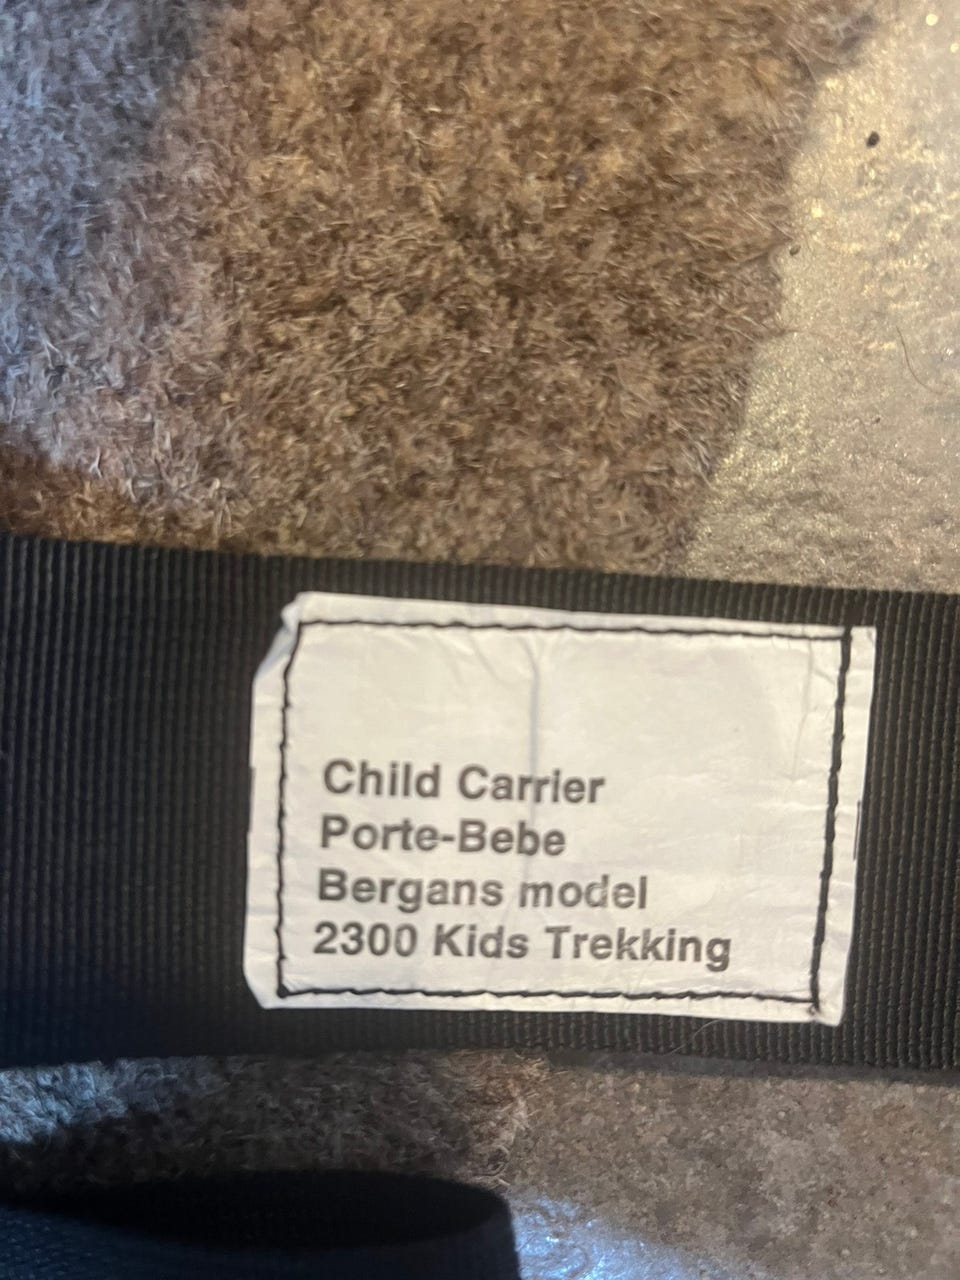 Child Carrier
Porte-Bebe
Bergans model
2300 Kids Trekking